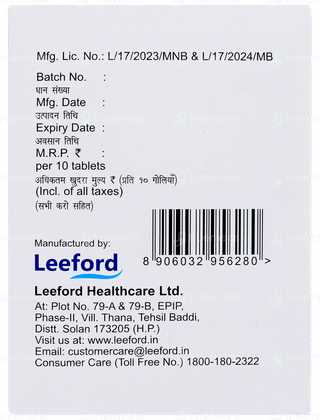 Mfg. Lic. No.: L/17/2023/MNB & L/17/2024/MB
Batch No. :
धान संख्या
Mfg. Date :
उत्पादन तिथि
Expiry Date :
अवसान तिथि
M.R.P. ₹ :
per 10 tablets
अधिकतम खुदरा मूल्य ₹ (प्रति १० गोलियाँ)
(Incl. of all taxes)
(सभी करो सहित)
8 906032 956280 >
Manufactured by:
Leeford
Leeford Healthcare Ltd.
At: Plot No. 79-A & 79-B, EPIP,
Phase-II, Vill. Thana, Tehsil Baddi,
Distt. Solan 173205 (H.P.)
Visit us at: www.leeford.in
Email: customercare@leeford.in
Consumer Care (Toll Free No.) 1800-180-2322